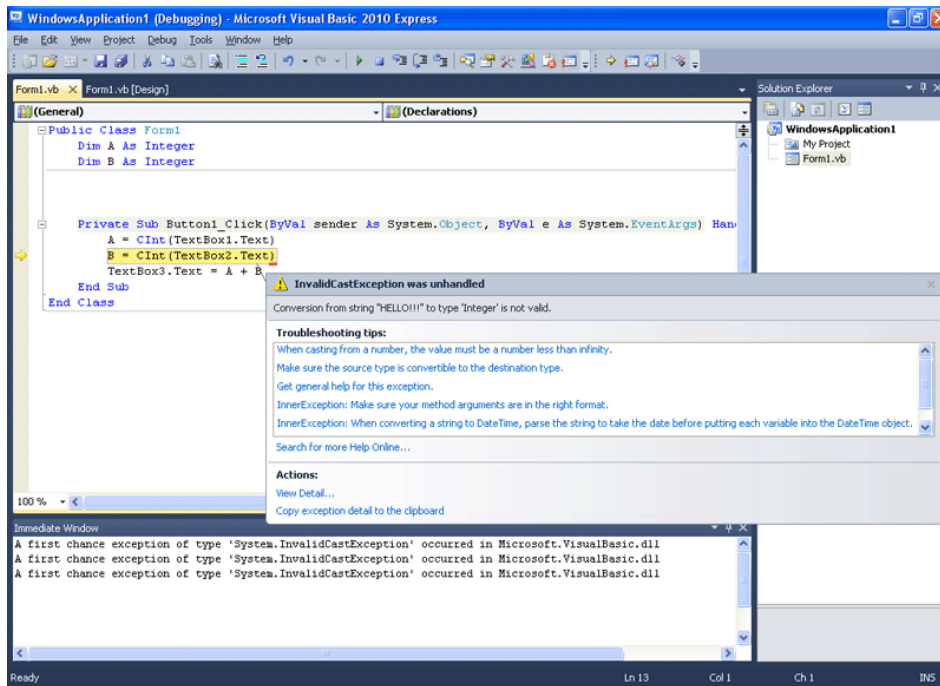 WindowsApplication1 (Debugging) - Microsoft Visual Basic 2010 Express
File Edit View Project Debug Tools Window Help
Form1.vb Form1.vb [Design]
(General) (Declarations)
Public Class Form1
Dim A As Integer
Dim B As Integer
Private Sub Button1_Click(ByVal sender As System.Object, ByVal e As System.EventArgs) Han
A = CInt(TextBox1.Text)
B = CInt(TextBox2.Text)
TextBox3.Text = A + B
End Sub
End Class
InvalidCastException was unhandled
Conversion from string "HELLO!!!" to type 'Integer' is not valid.
Troubleshooting tips:
When casting from a number, the value must be a number less than infinity.
Make sure the source type is convertible to the destination type.
Get general help for this exception.
InnerException: Make sure your method arguments are in the right format.
InnerException: When converting a string to DateTime, parse the string to take the date before putting each variable into the DateTime object.
Search for more Help Online...
Actions:
View Detail...
Copy exception detail to the clipboard
100 %
Solution Explorer
WindowsApplication1
My Project
Form1.vb
Immediate Window
A first chance exception of type 'System.InvalidCastException' occurred in Microsoft.VisualBasic.dll
A first chance exception of type 'System.InvalidCastException' occurred in Microsoft.VisualBasic.dll
A first chance exception of type 'System.InvalidCastException' occurred in Microsoft.VisualBasic.dll
Ready Ln 13 Col 1 Ch 1 INS